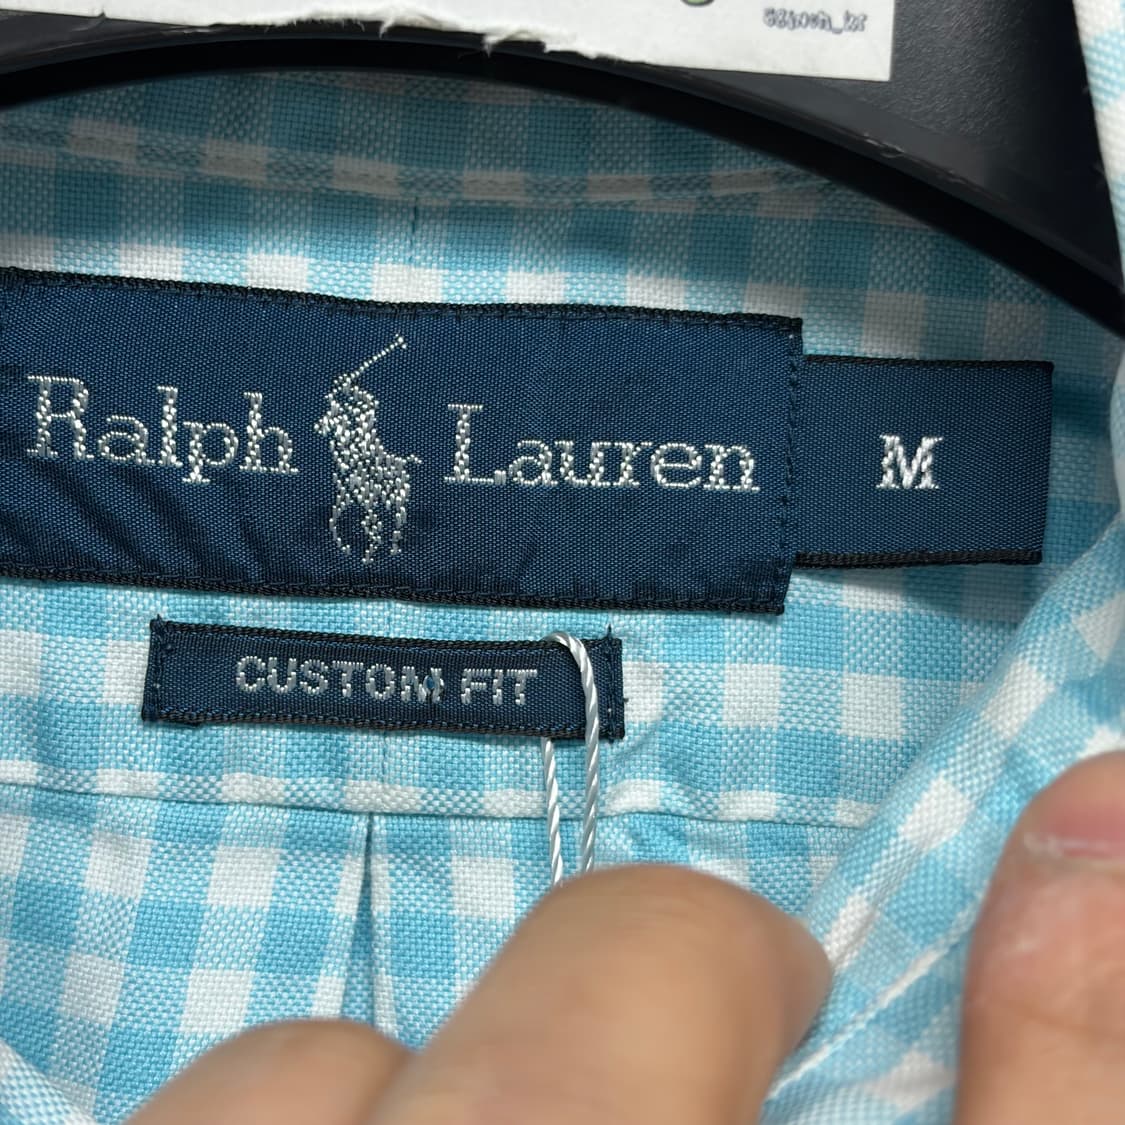 Ralph Lauren
M
CUSTOM FIT